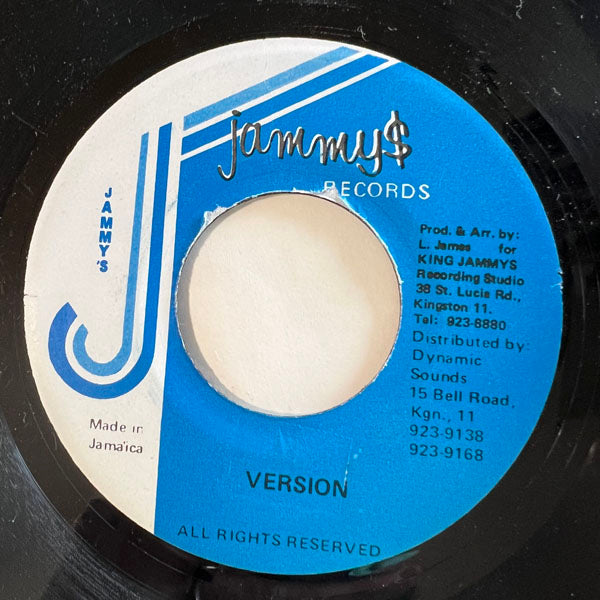 jammy$
RECORDS
JAMMY'S
Prod. & Arr. by:
L. James for
KING JAMMYS
Recording Studio
38 St. Lucia Rd.,
Kingston 11.
Tel: 923-8880
Distributed by:
Dynamic
Sounds
15 Bell Road,
Kgn., 11
923-9138
923-9168
Made in
Jamaica
VERSION
ALL RIGHTS RESERVED